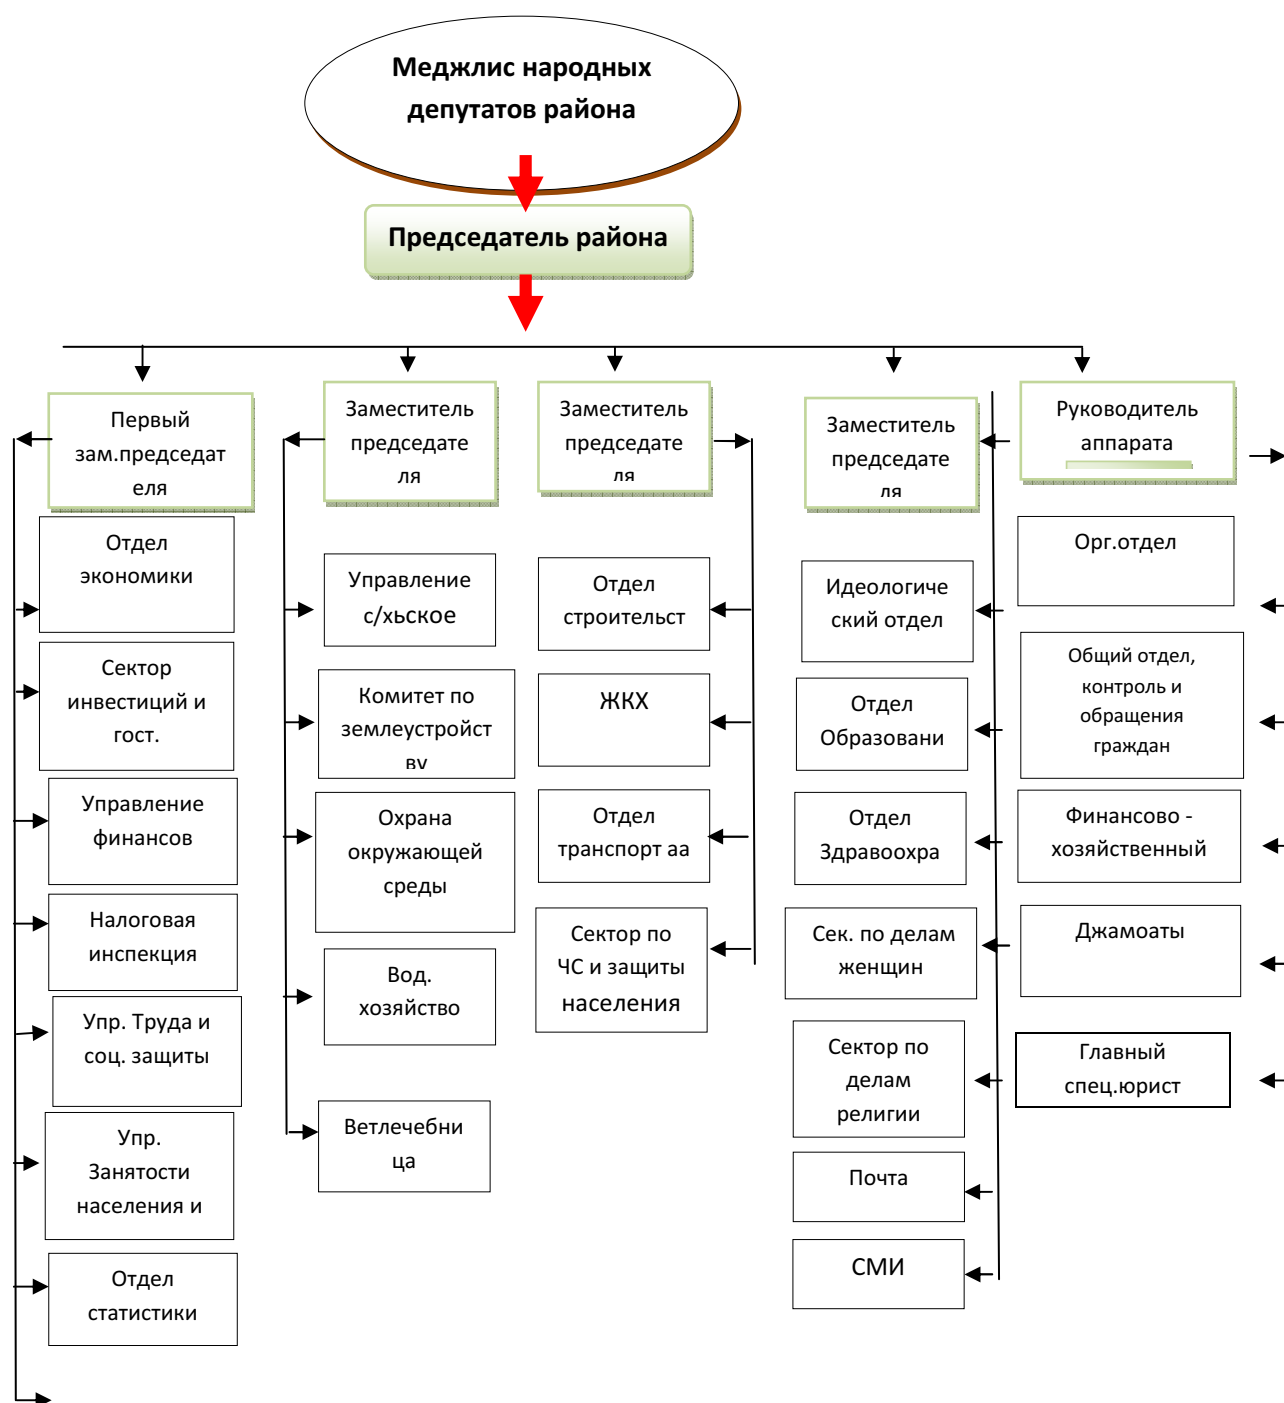 Меджлис народных
депутатов района
Председатель района
Первый
зам.председат
еля
Отдел
экономики
Сектор
инвестиций и
гост.
Управление
финансов
Налоговая
инспекция
Упр. Труда и
соц. защиты
Упр.
Занятости
населения и
Отдел
статистики
Заместитель
председате
ля
Управление
с/хьское
Комитет по
землеустройст
ву
Охрана
окружающей
среды
Вод.
хозяйство
Ветлечебни
ца
Заместитель
председате
ля
Отдел
строительст
ЖКХ
Отдел
транспорт аа
Сектор по
ЧС и защиты
населения
Заместитель
председате
ля
Идеологиче
ский отдел
Отдел
Образовани
Отдел
Здравоохра
Сек. по делам
женщин
Сектор по
делам
религии
Почта
СМИ
Руководитель
аппарата
Орг.отдел
Общий отдел,
контроль и
обращения
граждан
Финансово -
хозяйственный
Джамоаты
Главный
спец.юрист